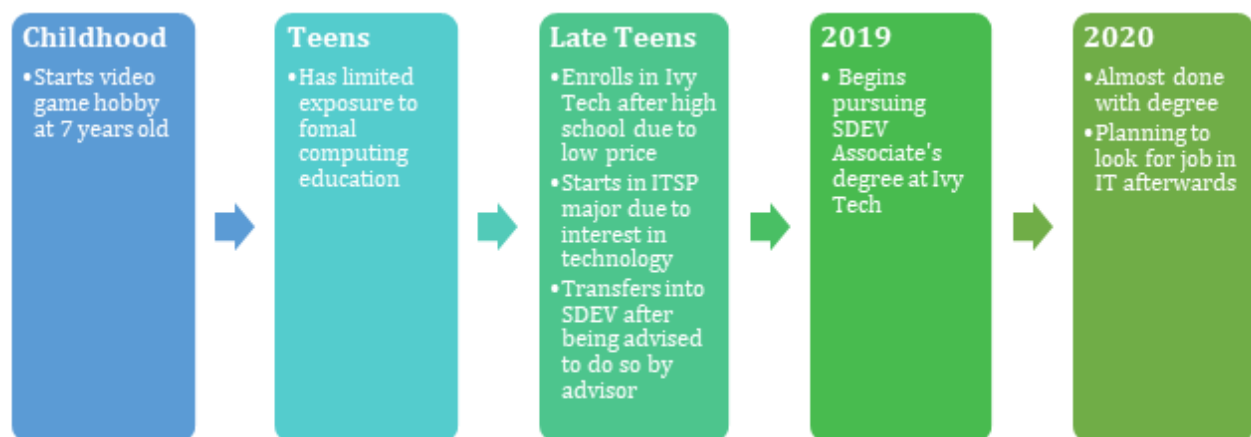 Childhood
•Starts video
game hobby
at 7 years old
Teens
•Has limited
exposure to
fomal
computing
education
Late Teens
•Enrolls in Ivy
Tech after high
school due to
low price
•Starts in ITSP
major due to
interest in
technology
•Transfers into
SDEV after
being advised
to do so by
advisor
2019
• Begins
pursuing
SDEV
Associate's
degree at Ivy
Tech
2020
•Almost done
with degree
•Planning to
look for job in
IT afterwards